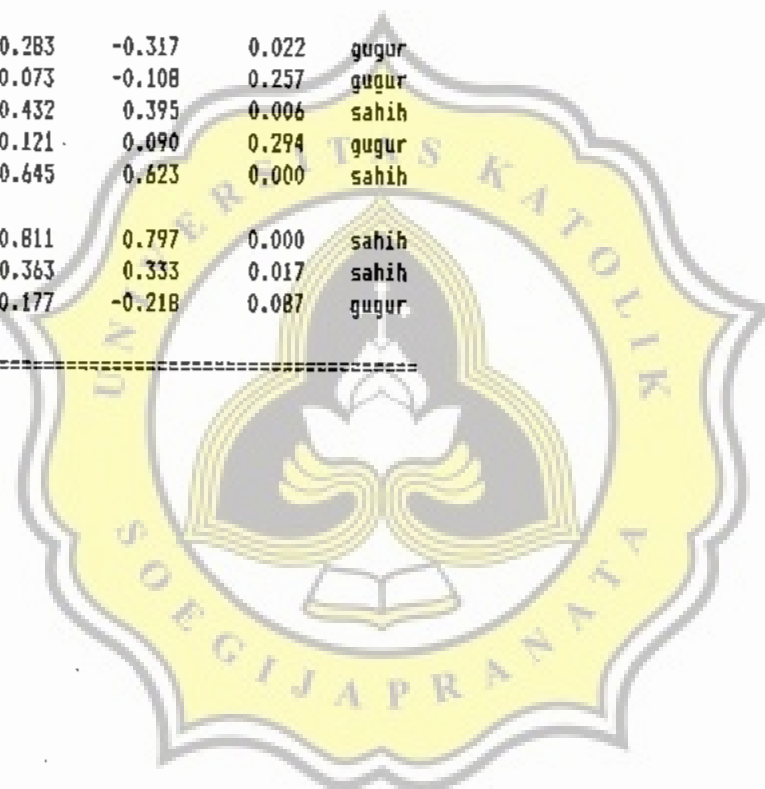 0.283 -0.317 0.022 gugur
0.073 -0.108 0.257 gugur
0.432 0.395 0.006 sahih
0.121 0.090 0.294 gugur
0.645 0.623 0.000 sahih
0.811 0.797 0.000 sahih
0.363 0.333 0.017 sahih
0.177 -0.218 0.087 gugur
UNIVERSITAS KATOLIK
SOEGIJAPRANATA